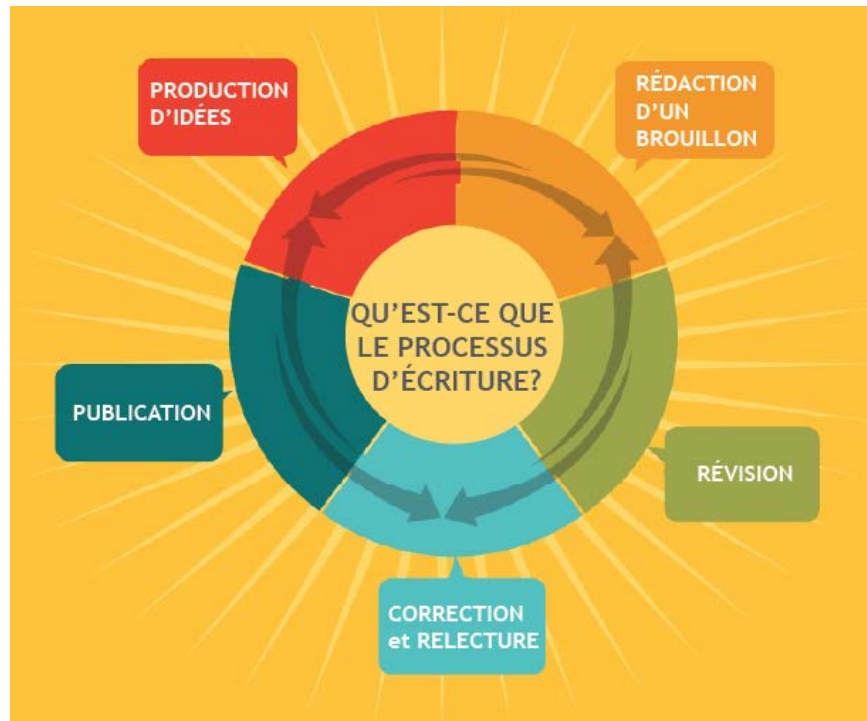 PRODUCTION
D'IDÉES
RÉDACTION
D'UN
BROUILLON
QU'EST-CE QUE
LE PROCESSUS
D'ÉCRITURE?
PUBLICATION
RÉVISION
CORRECTION
et RELECTURE